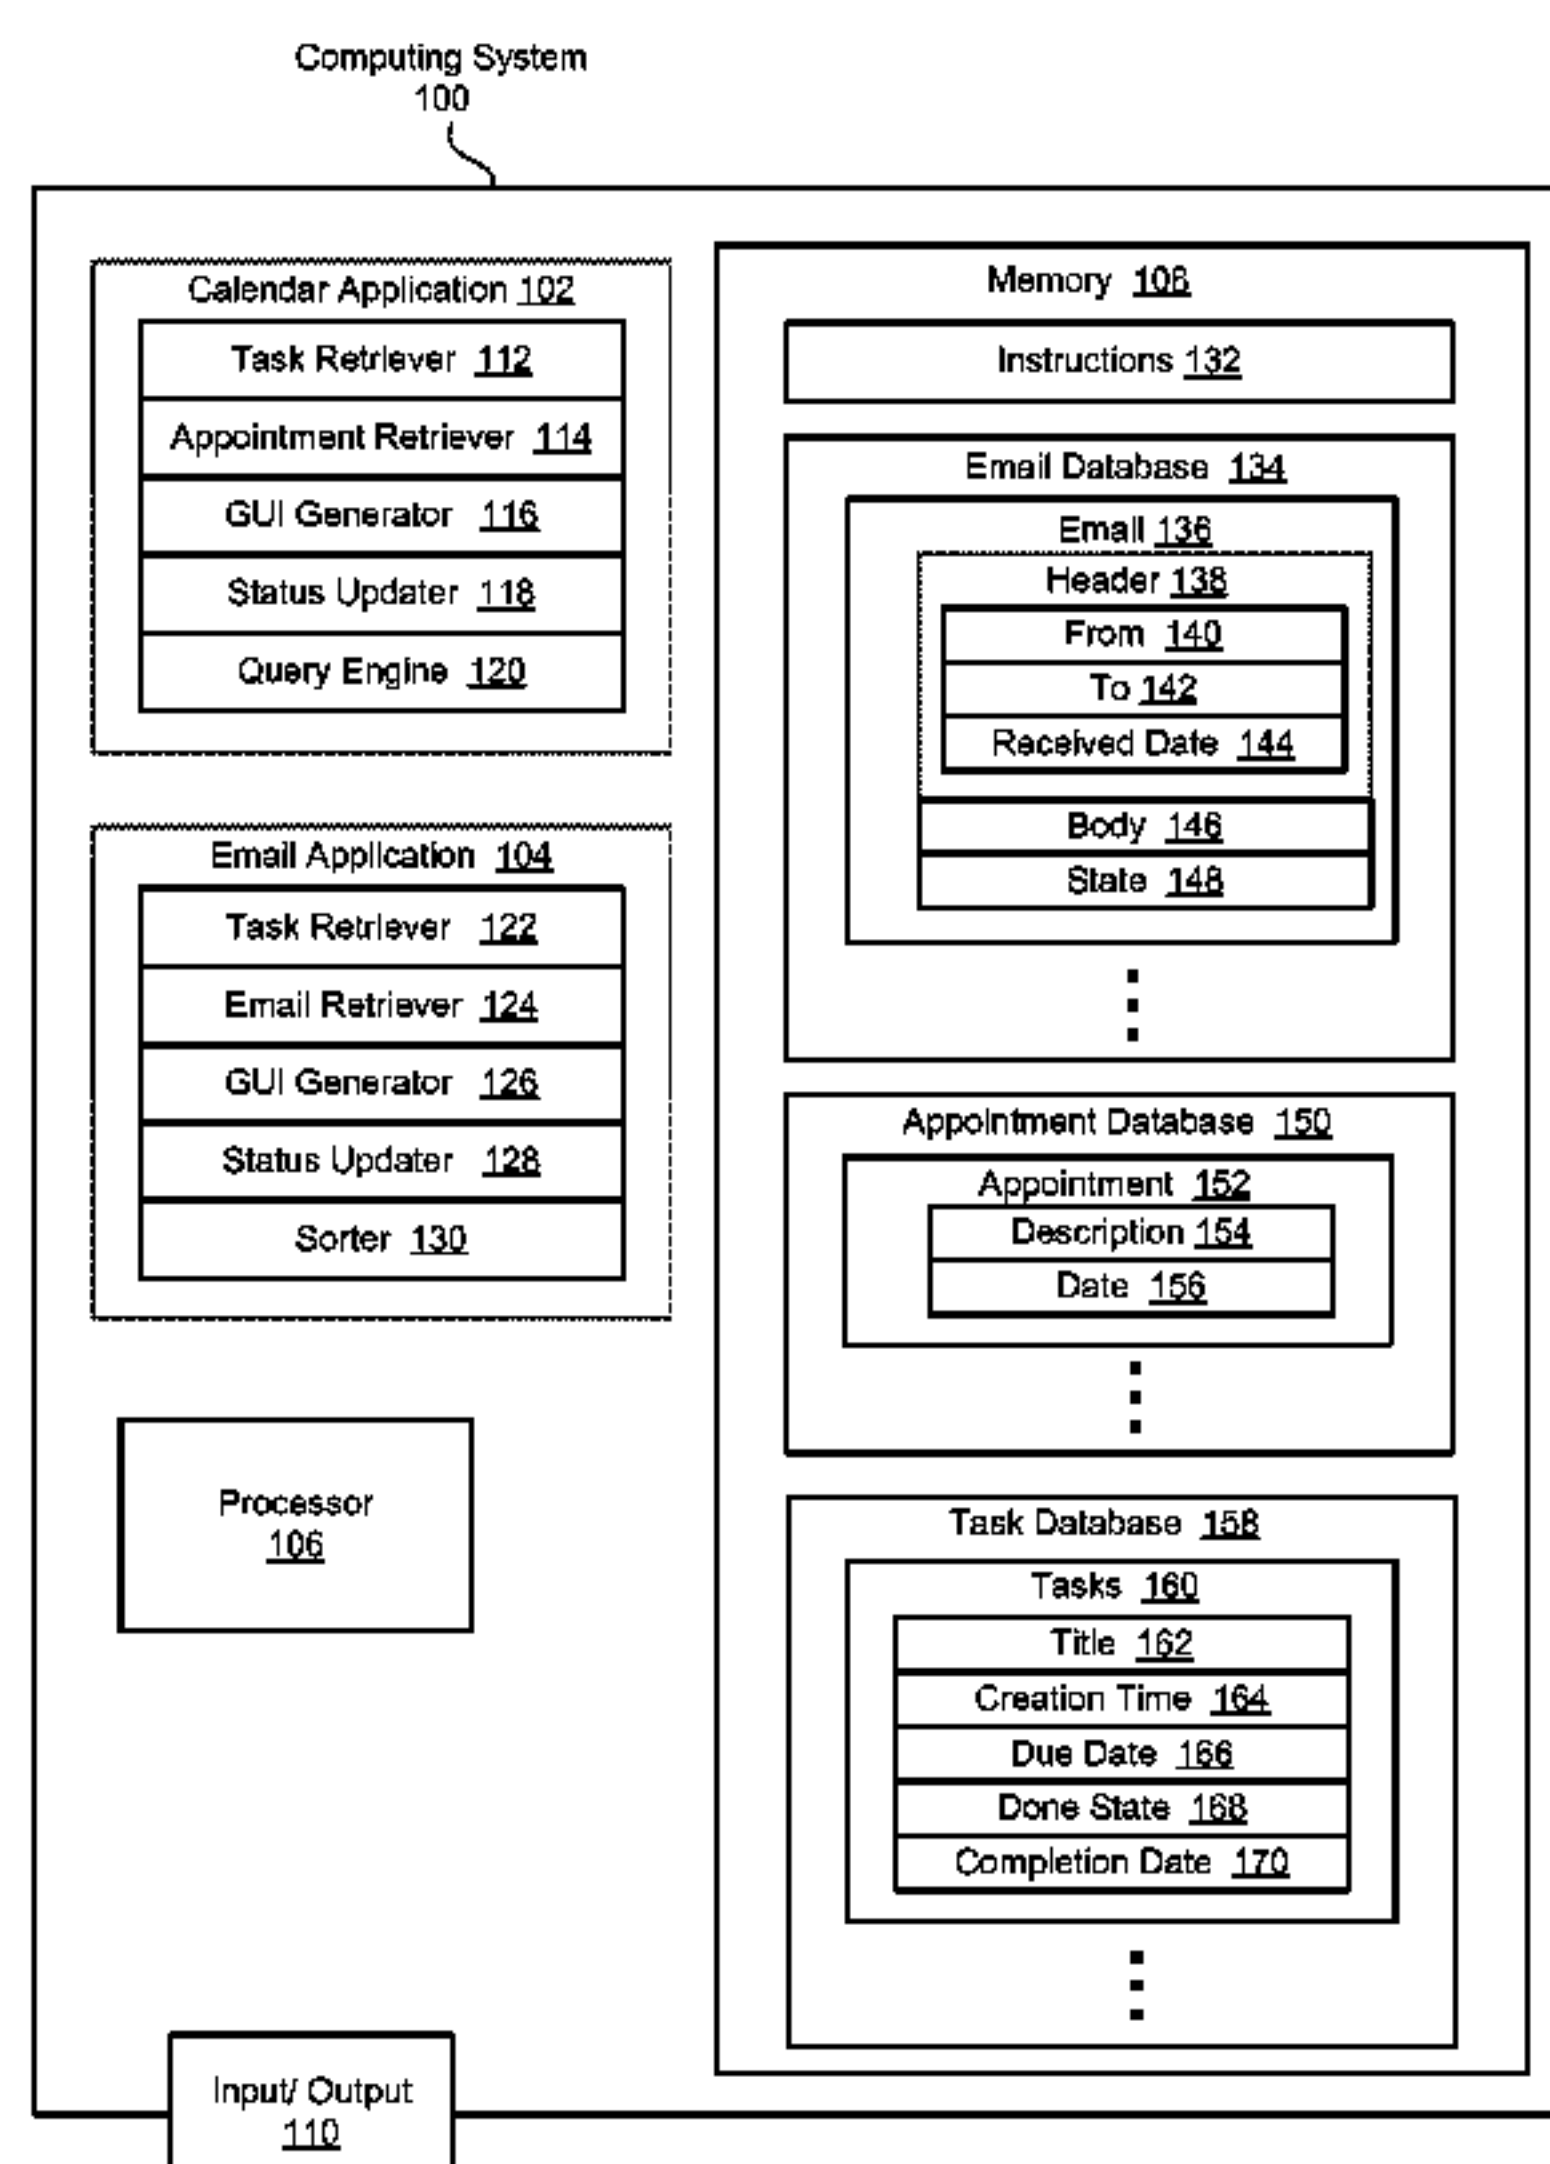 Computing System
100
Calendar Application 102
Task Retriever 112
Appointment Retriever 114
GUI Generator 116
Status Updater 118
Query Engine 120
Email Application 104
Task Retriever 122
Email Retriever 124
GUI Generator 126
Status Updater 128
Sorter 130
Processor
106
Input/ Output
110
Memory 108
Instructions 132
Email Database 134
Email 136
Header 138
From 140
To 142
Received Date 144
Body 146
State 148
Appointment Database 150
Appointment 152
Description 154
Date 156
Task Database 158
Tasks 160
Title 162
Creation Time 164
Due Date 166
Done State 168
Completion Date 170